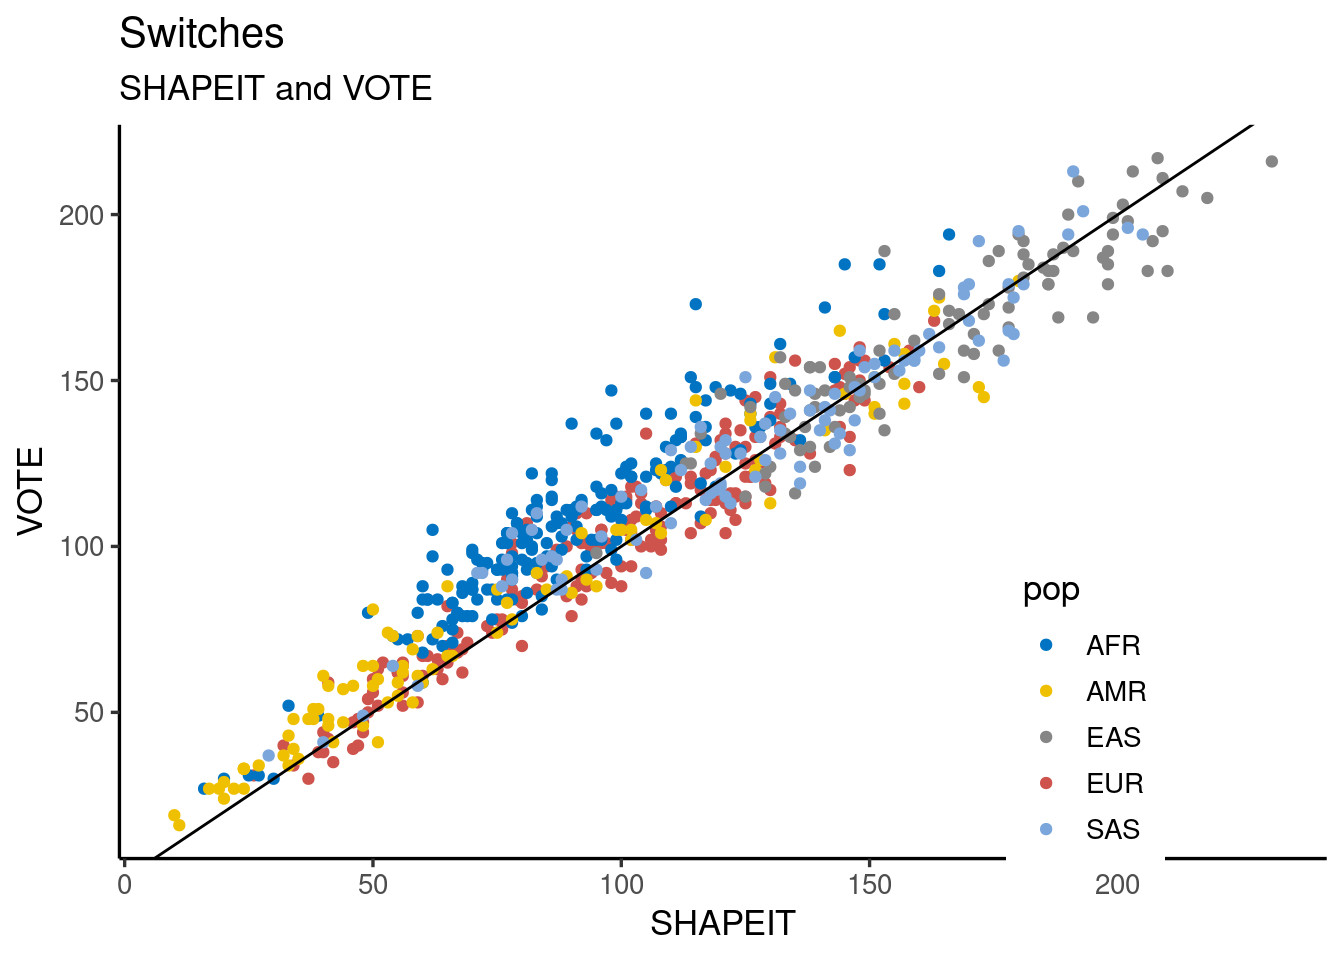 Switches
SHAPEIT and VOTE
VOTE
200
150
100
50
0
50
100
150
200
SHAPEIT
pop
AFR
AMR
EAS
EUR
SAS